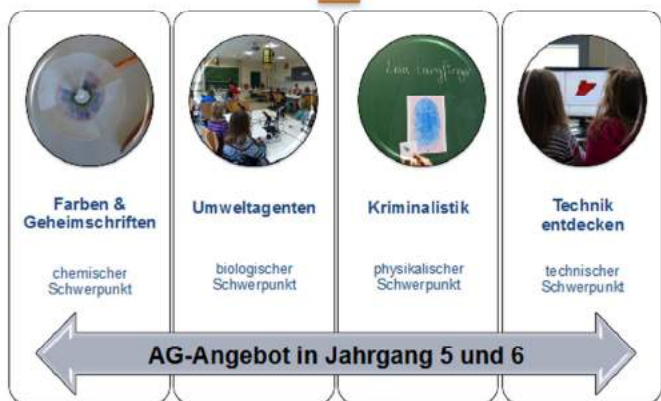 Farben &
Geheimschriften
chemischer
Schwerpunkt
Umweltagenten
biologischer
Schwerpunkt
Kriminalistik
physikalischer
Schwerpunkt
Technik
entdecken
technischer
Schwerpunkt
AG-Angebot in Jahrgang 5 und 6